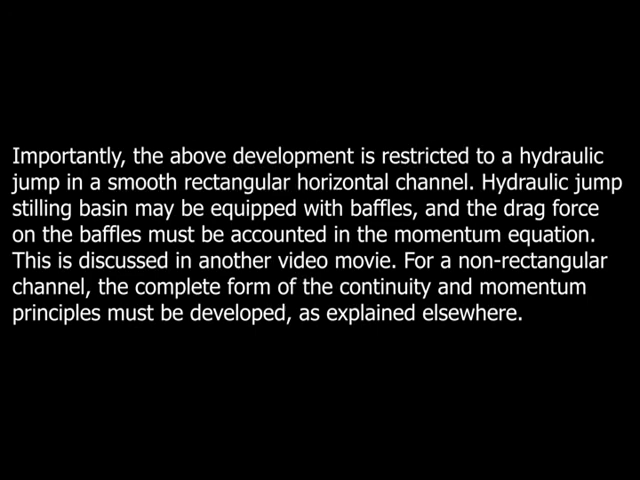 Importantly, the above development is restricted to a hydraulic
jump in a smooth rectangular horizontal channel. Hydraulic jump
stilling basin may be equipped with baffles, and the drag force
on the baffles must be accounted in the momentum equation.
This is discussed in another video movie. For a non-rectangular
channel, the complete form of the continuity and momentum
principles must be developed, as explained elsewhere.